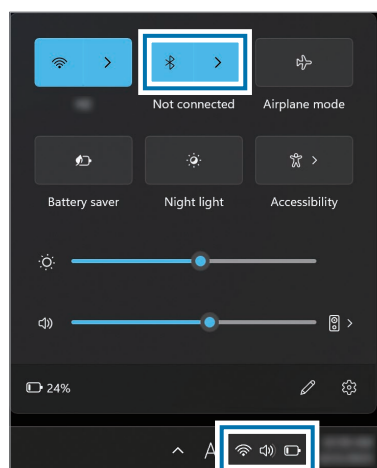 Not connected
Airplane mode
Battery saver
Night light
Accessibility
24%
A